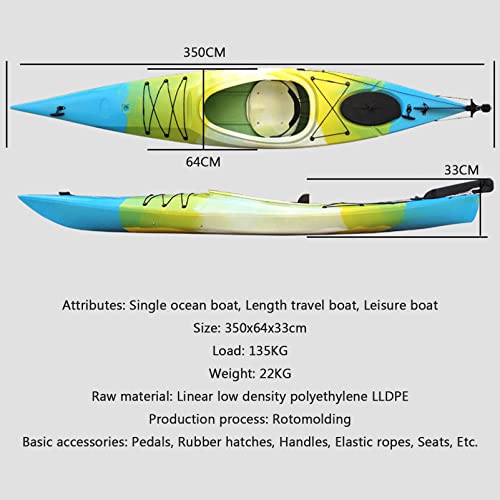 350CM
64CM
33CM
Attributes: Single ocean boat, Length travel boat, Leisure boat
Size: 350x64x33cm
Load: 135KG
Weight: 22KG
Raw material: Linear low density polyethylene LLDPE
Production process: Rotomolding
Basic accessories: Pedals, Rubber hatches, Handles, Elastic ropes, Seats, Etc.